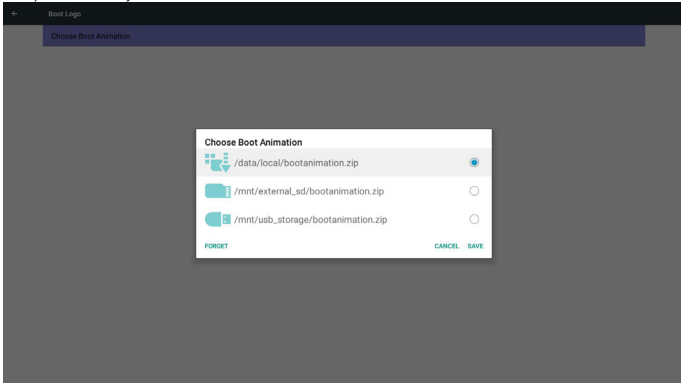 Boot Logo
Choose Boot Animation
Choose Boot Animation
/data/local/bootanimation.zip
/mnt/external_sd/bootanimation.zip
/mnt/usb_storage/bootanimation.zip
FORGET CANCEL SAVE